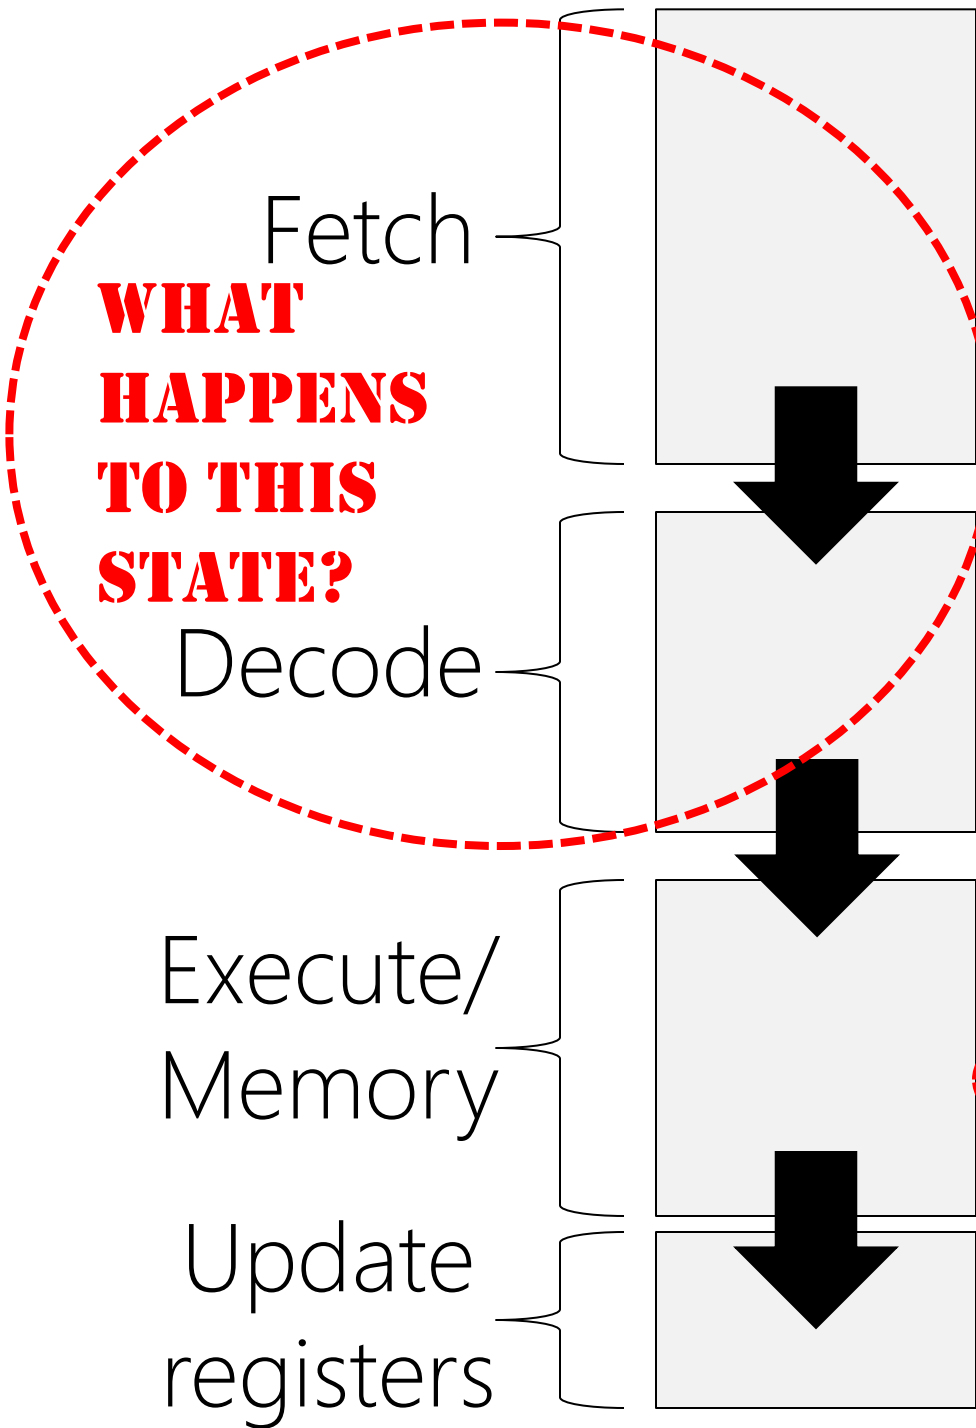 Fetch
WHAT
HAPPENS
TO THIS
STATE?
Decode
Execute/
Memory
Update
registers